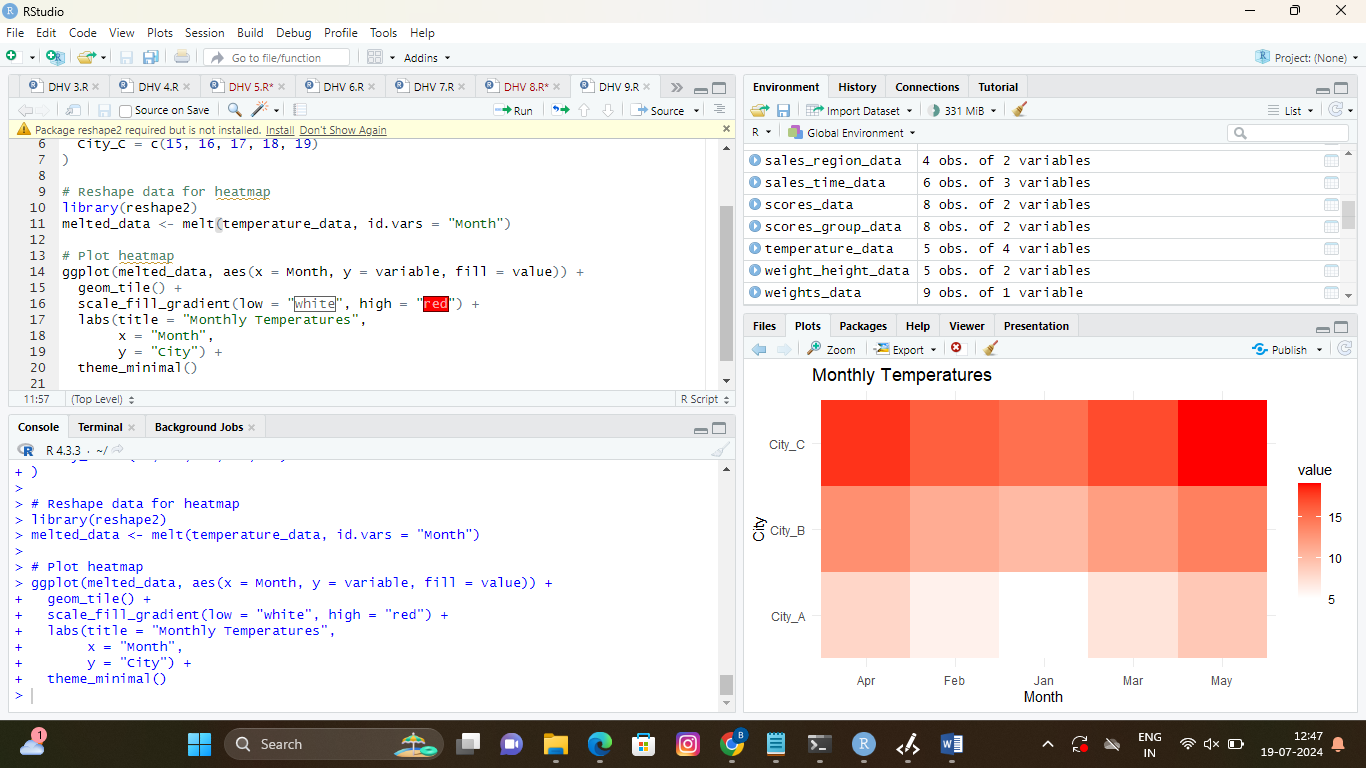 RStudio
File Edit Code View Plots Session Build Debug Profile Tools Help
Go to file/function Addins Project: (None)
DHV 3.R DHV 4.R DHV 5.R* DHV 6.R DHV 7.R DHV 8.R* DHV 9.R
Source on Save Run Source
Package reshape2 required but is not installed. Install Don't Show Again
6 City_C = c(15, 16, 17, 18, 19)
7 )
8
9 # Reshape data for heatmap
10 library(reshape2)
11 melted_data <- melt(temperature_data, id.vars = "Month")
12
13 # Plot heatmap
14 ggplot(melted_data, aes(x = Month, y = variable, fill = value)) +
15 geom_tile() +
16 scale_fill_gradient(low = "white", high = "red") +
17 labs(title = "Monthly Temperatures",
18 x = "Month",
19 y = "City") +
20 theme_minimal()
21
11:57 (Top Level) R Script
Console Terminal Background Jobs
R 4.3.3 · ~/
+ )
>
> # Reshape data for heatmap
> library(reshape2)
> melted_data <- melt(temperature_data, id.vars = "Month")
>
> # Plot heatmap
> ggplot(melted_data, aes(x = Month, y = variable, fill = value)) +
+ geom_tile() +
+ scale_fill_gradient(low = "white", high = "red") +
+ labs(title = "Monthly Temperatures",
+ x = "Month",
+ y = "City") +
+ theme_minimal()
>
Environment History Connections Tutorial
Import Dataset 331 MiB List
R Global Environment
sales_region_data 4 obs. of 2 variables
sales_time_data 6 obs. of 3 variables
scores_data 8 obs. of 2 variables
scores_group_data 8 obs. of 2 variables
temperature_data 5 obs. of 4 variables
weight_height_data 5 obs. of 2 variables
weights_data 9 obs. of 1 variable
Files Plots Packages Help Viewer Presentation
Zoom Export Publish
Monthly Temperatures
City_C
City_B
City_A
City
Apr Feb Jan Mar May
Month
value
15
10
5
1
Search
B
ENG
IN
12:47
19-07-2024